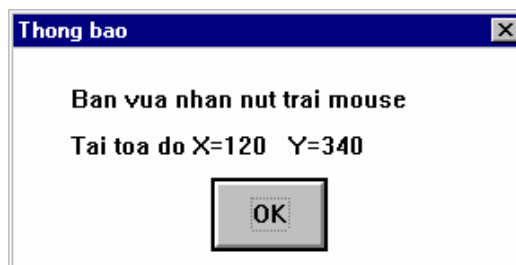 Thong bao
Ban vua nhan nut trai mouse
Tai toa do X=120 Y=340
OK